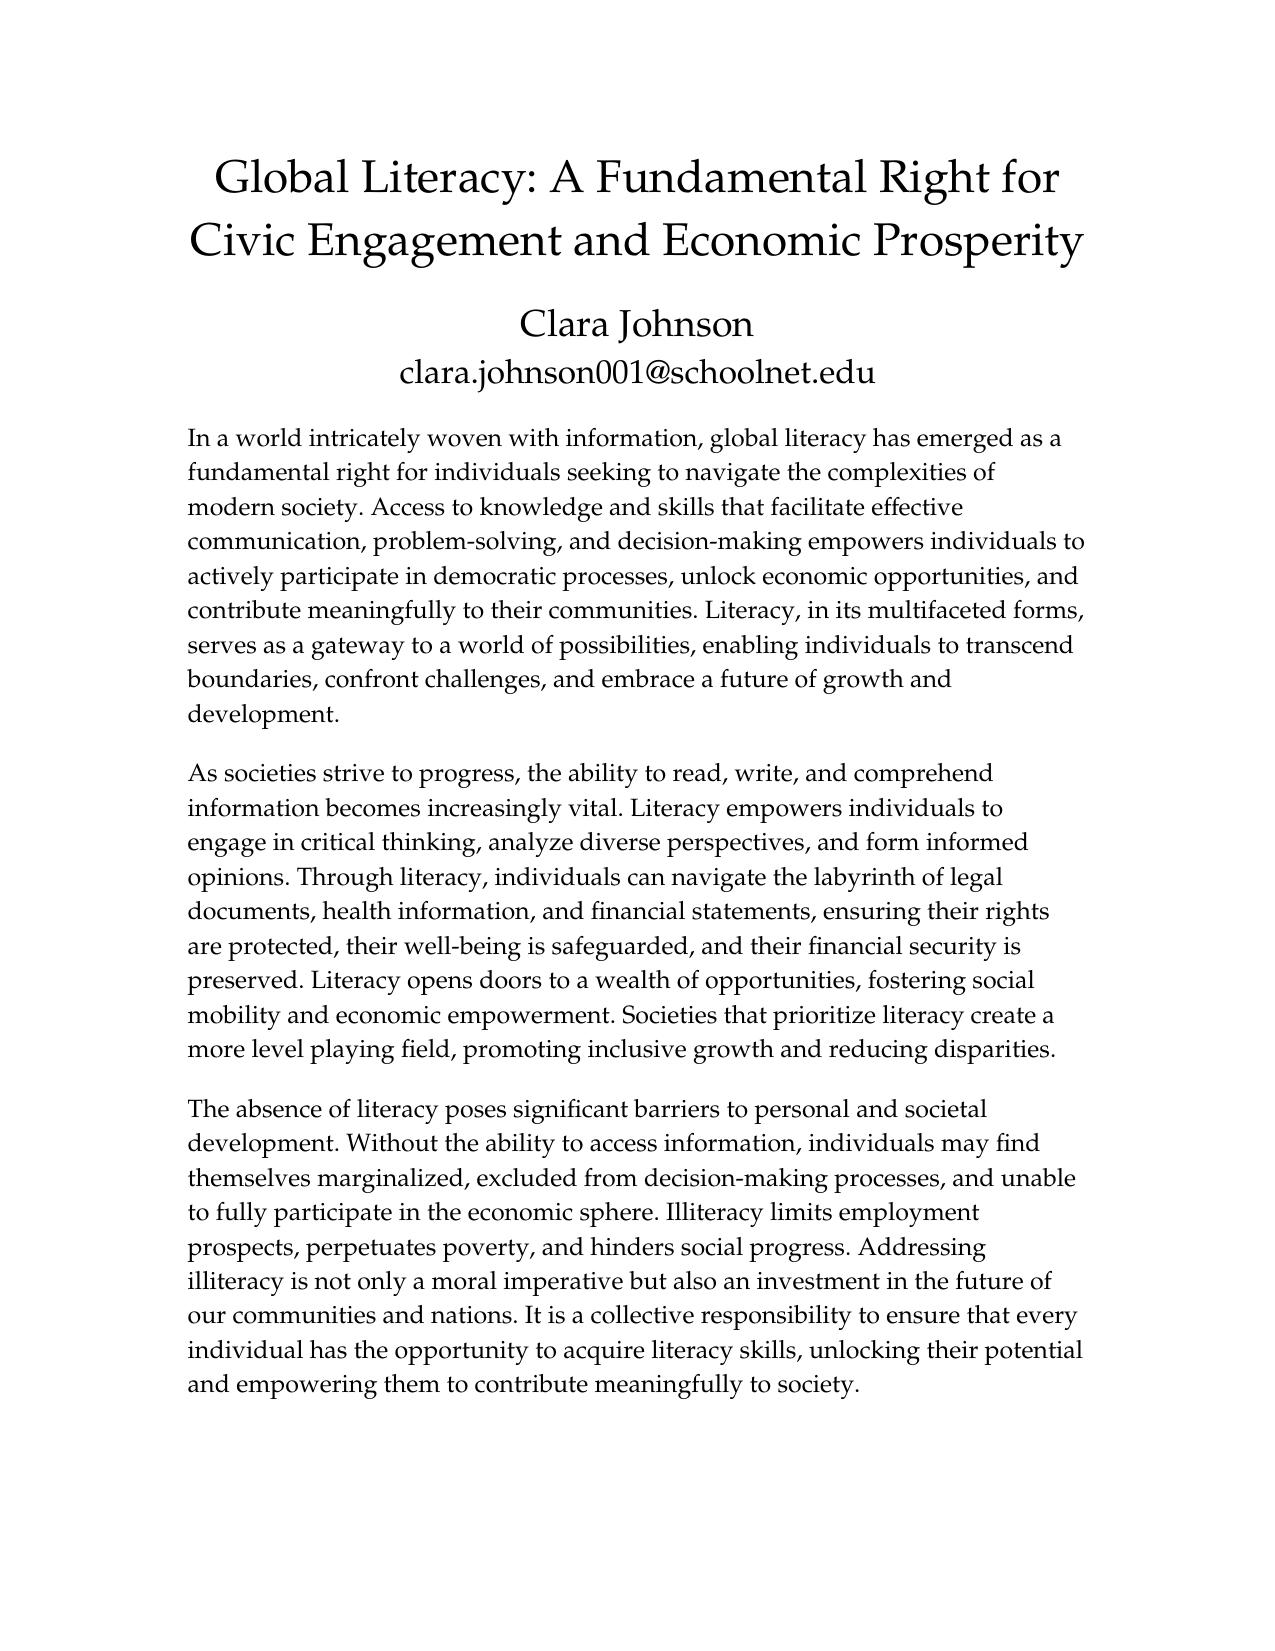 Global Literacy: A Fundamental Right for
Civic Engagement and Economic Prosperity
Clara Johnson
clara.johnson001@schoolnet.edu
In a world intricately woven with information, global literacy has emerged as a
fundamental right for individuals seeking to navigate the complexities of
modern society. Access to knowledge and skills that facilitate effective
communication, problem-solving, and decision-making empowers individuals to
actively participate in democratic processes, unlock economic opportunities, and
contribute meaningfully to their communities. Literacy, in its multifaceted forms,
serves as a gateway to a world of possibilities, enabling individuals to transcend
boundaries, confront challenges, and embrace a future of growth and
development.
As societies strive to progress, the ability to read, write, and comprehend
information becomes increasingly vital. Literacy empowers individuals to
engage in critical thinking, analyze diverse perspectives, and form informed
opinions. Through literacy, individuals can navigate the labyrinth of legal
documents, health information, and financial statements, ensuring their rights
are protected, their well-being is safeguarded, and their financial security is
preserved. Literacy opens doors to a wealth of opportunities, fostering social
mobility and economic empowerment. Societies that prioritize literacy create a
more level playing field, promoting inclusive growth and reducing disparities.
The absence of literacy poses significant barriers to personal and societal
development. Without the ability to access information, individuals may find
themselves marginalized, excluded from decision-making processes, and unable
to fully participate in the economic sphere. Illiteracy limits employment
prospects, perpetuates poverty, and hinders social progress. Addressing
illiteracy is not only a moral imperative but also an investment in the future of
our communities and nations. It is a collective responsibility to ensure that every
individual has the opportunity to acquire literacy skills, unlocking their potential
and empowering them to contribute meaningfully to society.